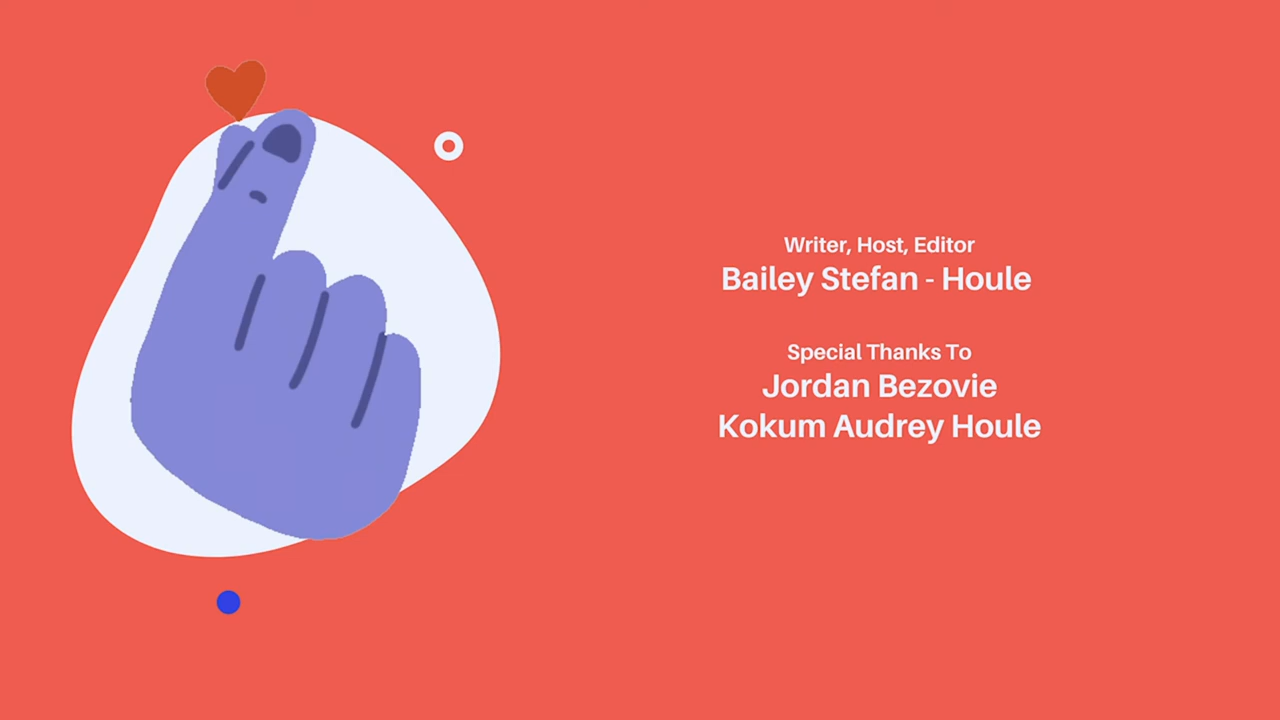 Writer, Host, Editor
Bailey Stefan - Houle
Special Thanks To
Jordan Bezovie
Kokum Audrey Houle